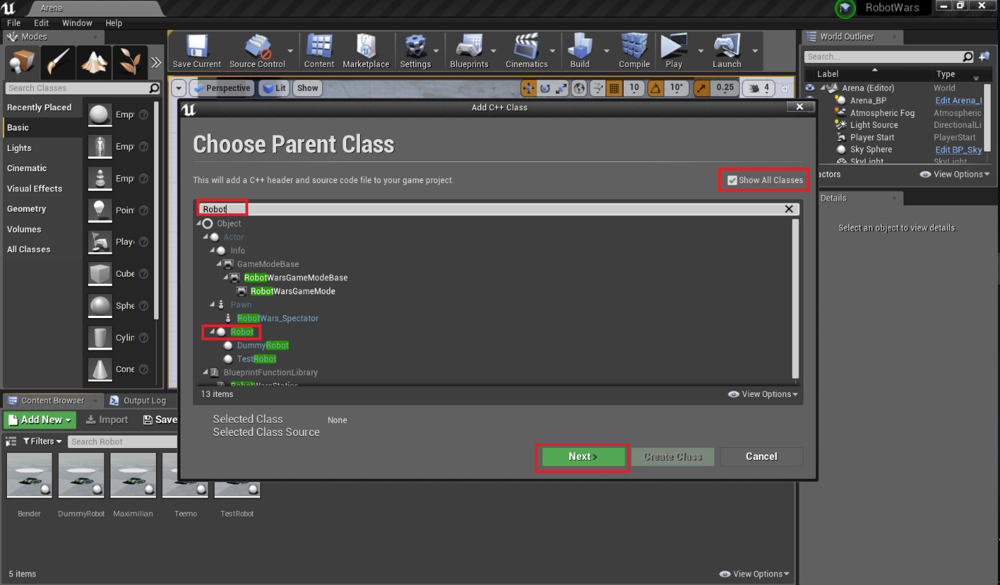 Arena
RobotWars
File Edit Window Help
Modes
Search Classes
Recently Placed
Basic
Lights
Cinematic
Visual Effects
Geometry
Volumes
All Classes
Empt
Empt
Empt
Point
Playe
Cube
Sphe
Cylin
Cone
Save Current
Source Control
Content
Marketplace
Settings
Blueprints
Cinematics
Build
Compile
Play
Launch
Perspective
Lit
Show
10
10°
0.25
4
World Outliner
Search...
Label Type
Arena (Editor) World
Arena_BP Edit Arena_
Atmospheric Fog Atmospheric
Light Source DirectionalLi
Player Start PlayerStart
Sky Sphere Edit BP_Sky
SkyLight SkyLight
actors View Options
Details
Select an object to view details.
Add C++ Class
Choose Parent Class
This will add a C++ header and source code file to your game project.
Show All Classes
Robot
Object
Actor
Info
GameModeBase
RobotWarsGameModeBase
RobotWarsGameMode
Pawn
RobotWars_Spectator
Robot
DummyRobot
TestRobot
BlueprintFunctionLibrary
RobotWarsStatics
13 items
View Options
Selected Class None
Selected Class Source
Next>
Create Class
Cancel
Content Browser
Output Log
Add New
Import
Save
Filters
Search Robot
Bender
DummyRobot
Maximilian
Teemo
TestRobot
5 items
View Options